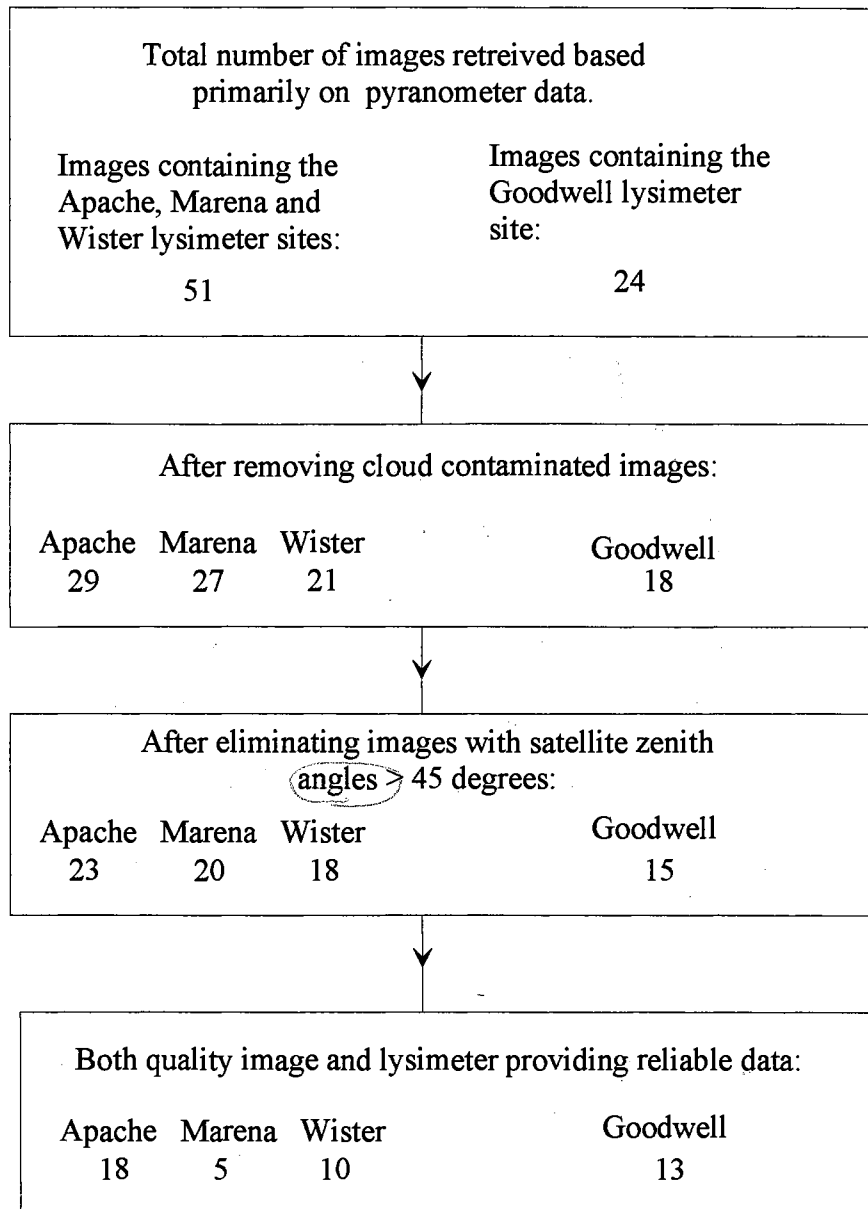 Total number of images retreived based
primarily on pyranometer data.
Images containing the
Apache, Marena and
Wister lysimeter sites:
51
Images containing the
Goodwell lysimeter
site:
24
After removing cloud contaminated images:
Apache Marena Wister Goodwell
29 27 21 18
After eliminating images with satellite zenith
angles > 45 degrees:
Apache Marena Wister Goodwell
23 20 18 15
Both quality image and lysimeter providing reliable data:
Apache Marena Wister Goodwell
18 5 10 13